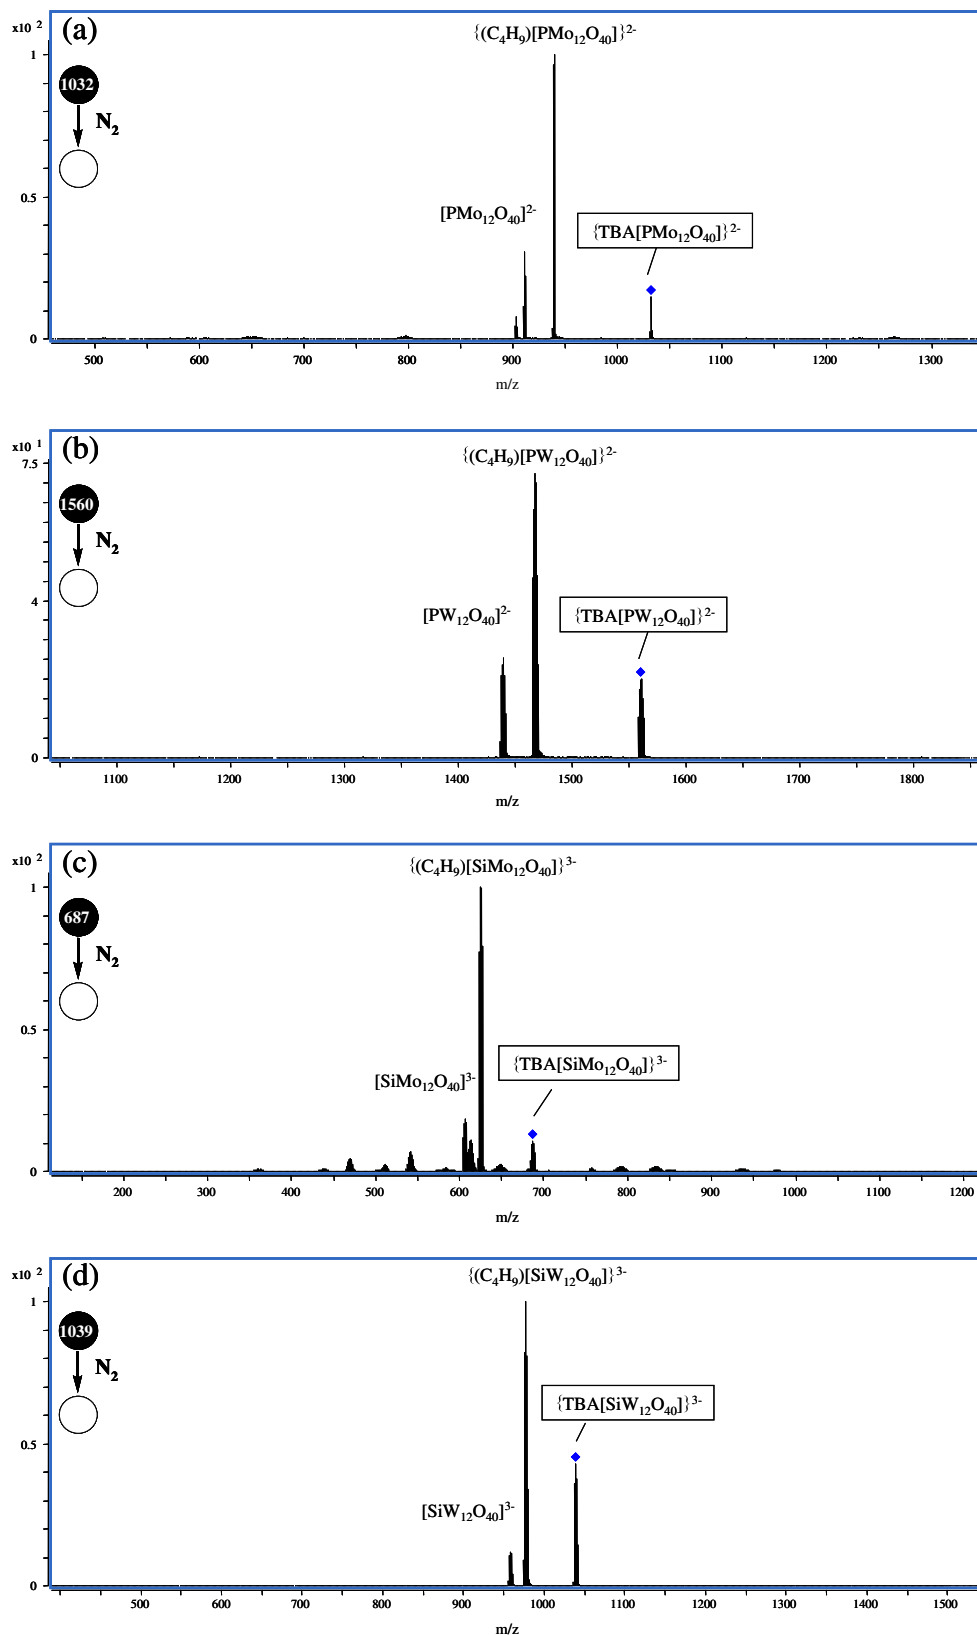 x10 2
(a)
{(C4H9)[PMo12O40]}2-
1
1032
N2
0.5
[PMo12O40]2-
{TBA[PMo12O40]}2-
0
500 600 700 800 900 1000 1100 1200 1300
m/z
x10 1
(b)
{(C4H9)[PW12O40]}2-
7.5
1560
N2
4
[PW12O40]2-
{TBA[PW12O40]}2-
0
1100 1200 1300 1400 1500 1600 1700 1800
m/z
x10 2
(c)
{(C4H9)[SiMo12O40]}3-
1
687
N2
0.5
[SiMo12O40]3-
{TBA[SiMo12O40]}3-
0
200 300 400 500 600 700 800 900 1000 1100 1200
m/z
x10 2
(d)
{(C4H9)[SiW12O40]}3-
1
1039
N2
{TBA[SiW12O40]}3-
0.5
[SiW12O40]3-
0
500 600 700 800 900 1000 1100 1200 1300 1400 1500
m/z